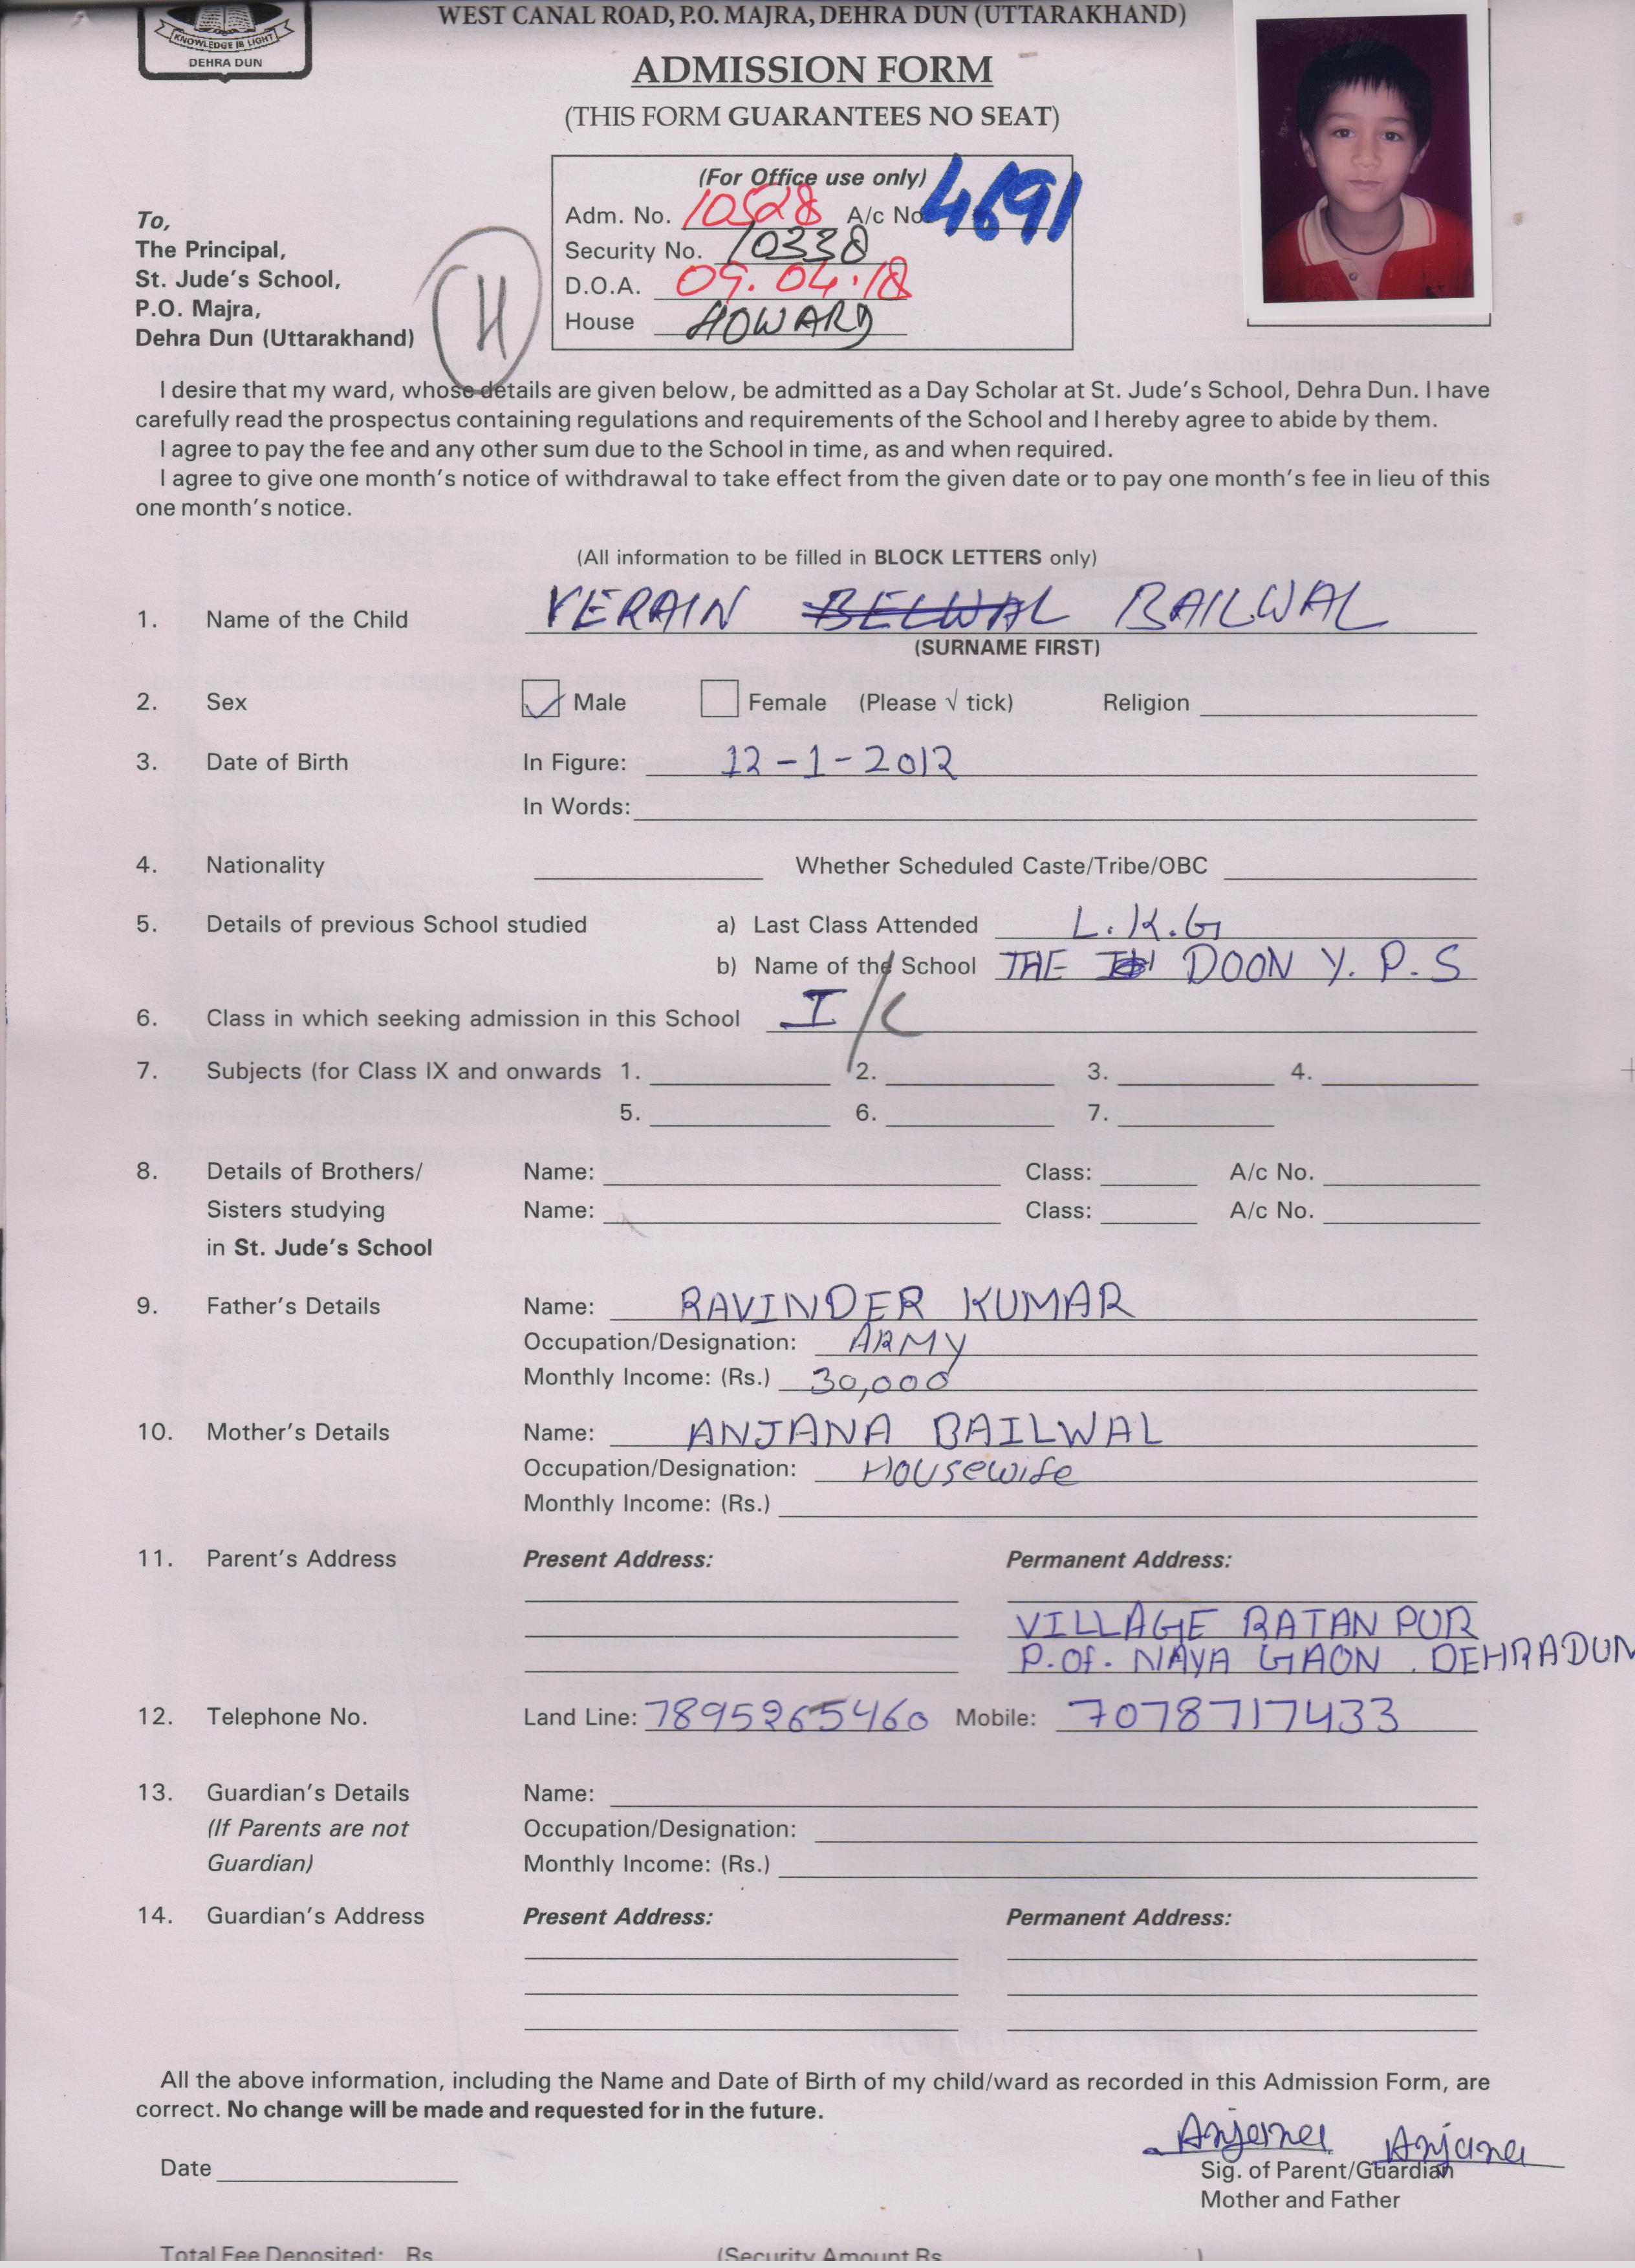 KNOWLEDGE IS LIGHT
DEHRA DUN
WEST CANAL ROAD, P.O. MAJRA, DEHRA DUN (UTTARAKHAND)
ADMISSION FORM
(THIS FORM GUARANTEES NO SEAT)
(For Office use only)
Adm. No. 10528 A/c No. 4691
Security No. 10338
D.O.A. 09.04.18
House HOWARD
To,
The Principal,
St. Jude's School,
P.O. Majra,
Dehra Dun (Uttarakhand)
H
I desire that my ward, whose details are given below, be admitted as a Day Scholar at St. Jude's School, Dehra Dun. I have
carefully read the prospectus containing regulations and requirements of the School and I hereby agree to abide by them.
I agree to pay the fee and any other sum due to the School in time, as and when required.
I agree to give one month's notice of withdrawal to take effect from the given date or to pay one month's fee in lieu of this
one month's notice.
(All information to be filled in BLOCK LETTERS only)
1. Name of the Child VERAIN BELWAL BAILWAL
(SURNAME FIRST)
2. Sex Male Female (Please √ tick) Religion
3. Date of Birth In Figure: 12-1-2012
In Words:
4. Nationality Whether Scheduled Caste/Tribe/OBC
5. Details of previous School studied a) Last Class Attended L.K.G
b) Name of the School THE DOON Y. P.S
6. Class in which seeking admission in this School I/C
7. Subjects (for Class IX and onwards 1. 2. 3. 4.
5. 6. 7.
8. Details of Brothers/ Name: Class: A/c No.
Sisters studying Name: Class: A/c No.
in St. Jude's School
9. Father's Details Name: RAVINDER KUMAR
Occupation/Designation: ARMY
Monthly Income: (Rs.) 30,000
10. Mother's Details Name: ANJANA BAILWAL
Occupation/Designation: Housewife
Monthly Income: (Rs.)
11. Parent's Address Present Address: Permanent Address:
VILLAGE RATAN PUR
P.Of. NAYA GAON . DEHRADUN
12. Telephone No. Land Line: 7895265460 Mobile: 7078717433
13. Guardian's Details Name:
(If Parents are not Occupation/Designation:
Guardian) Monthly Income: (Rs.)
14. Guardian's Address Present Address: Permanent Address:
All the above information, including the Name and Date of Birth of my child/ward as recorded in this Admission Form, are
correct. No change will be made and requested for in the future.
Anjana Anjana
Date Sig. of Parent/Guardian
Mother and Father
Total Fee Deposited: Rs. (Security Amount Rs. )